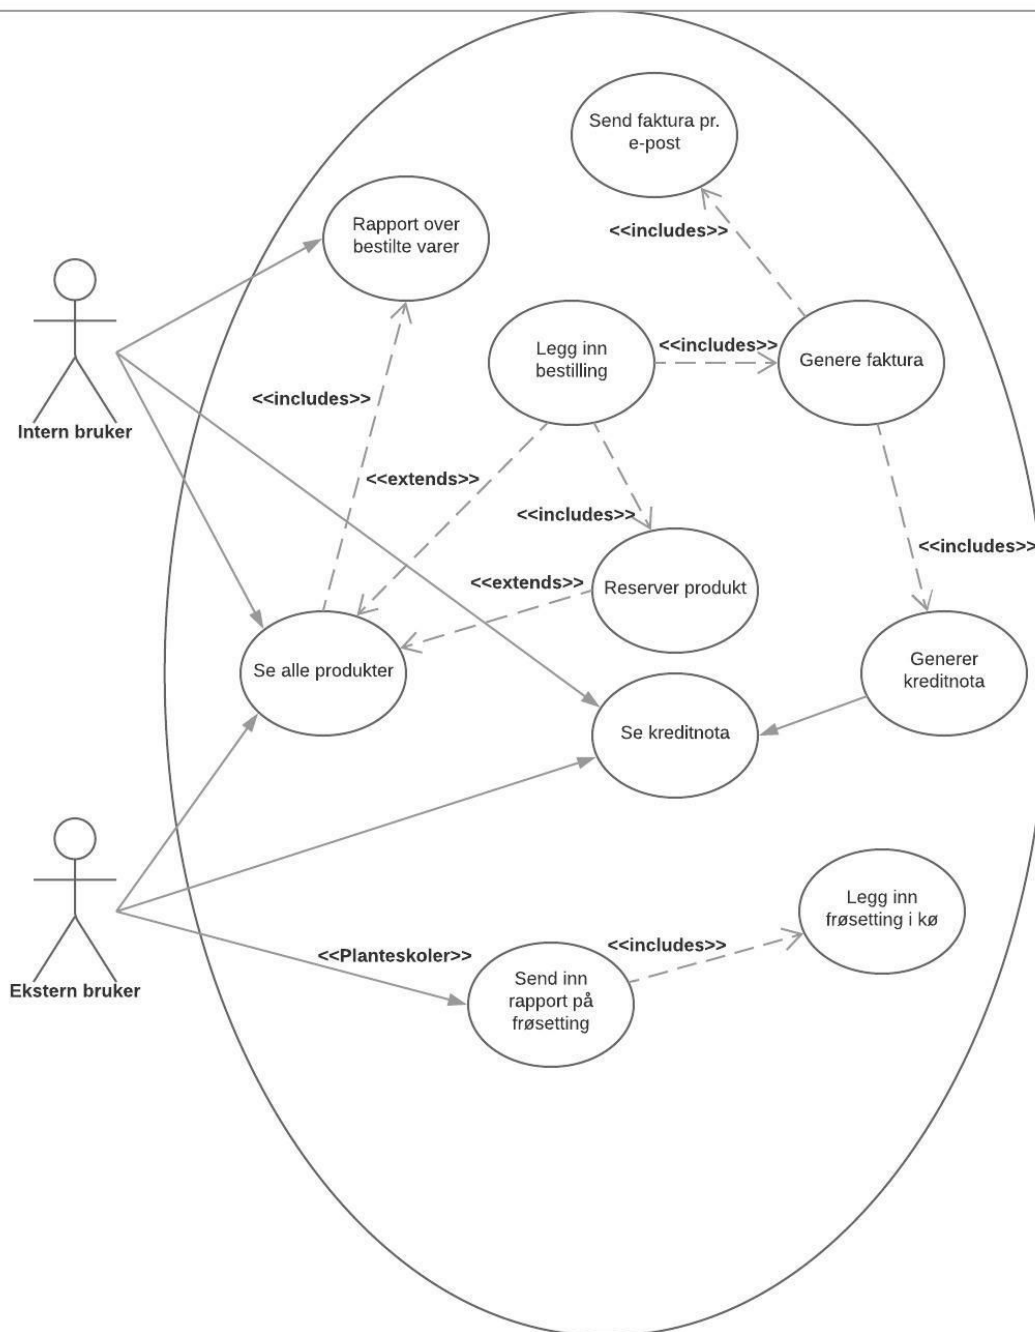 Send faktura pr.
e-post
Rapport over
bestilte varer
<<includes>>
Legg inn
bestilling
<<includes>>
Genere faktura
<<includes>>
Intern bruker
<<extends>>
<<includes>>
<<includes>>
<<extends>>
Reserver produkt
Se alle produkter
Generer
kreditnota
Se kreditnota
Legg inn
frøsetting i kø
<<includes>>
<<Planteskoler>>
Send inn
rapport på
frøsetting
Ekstern bruker